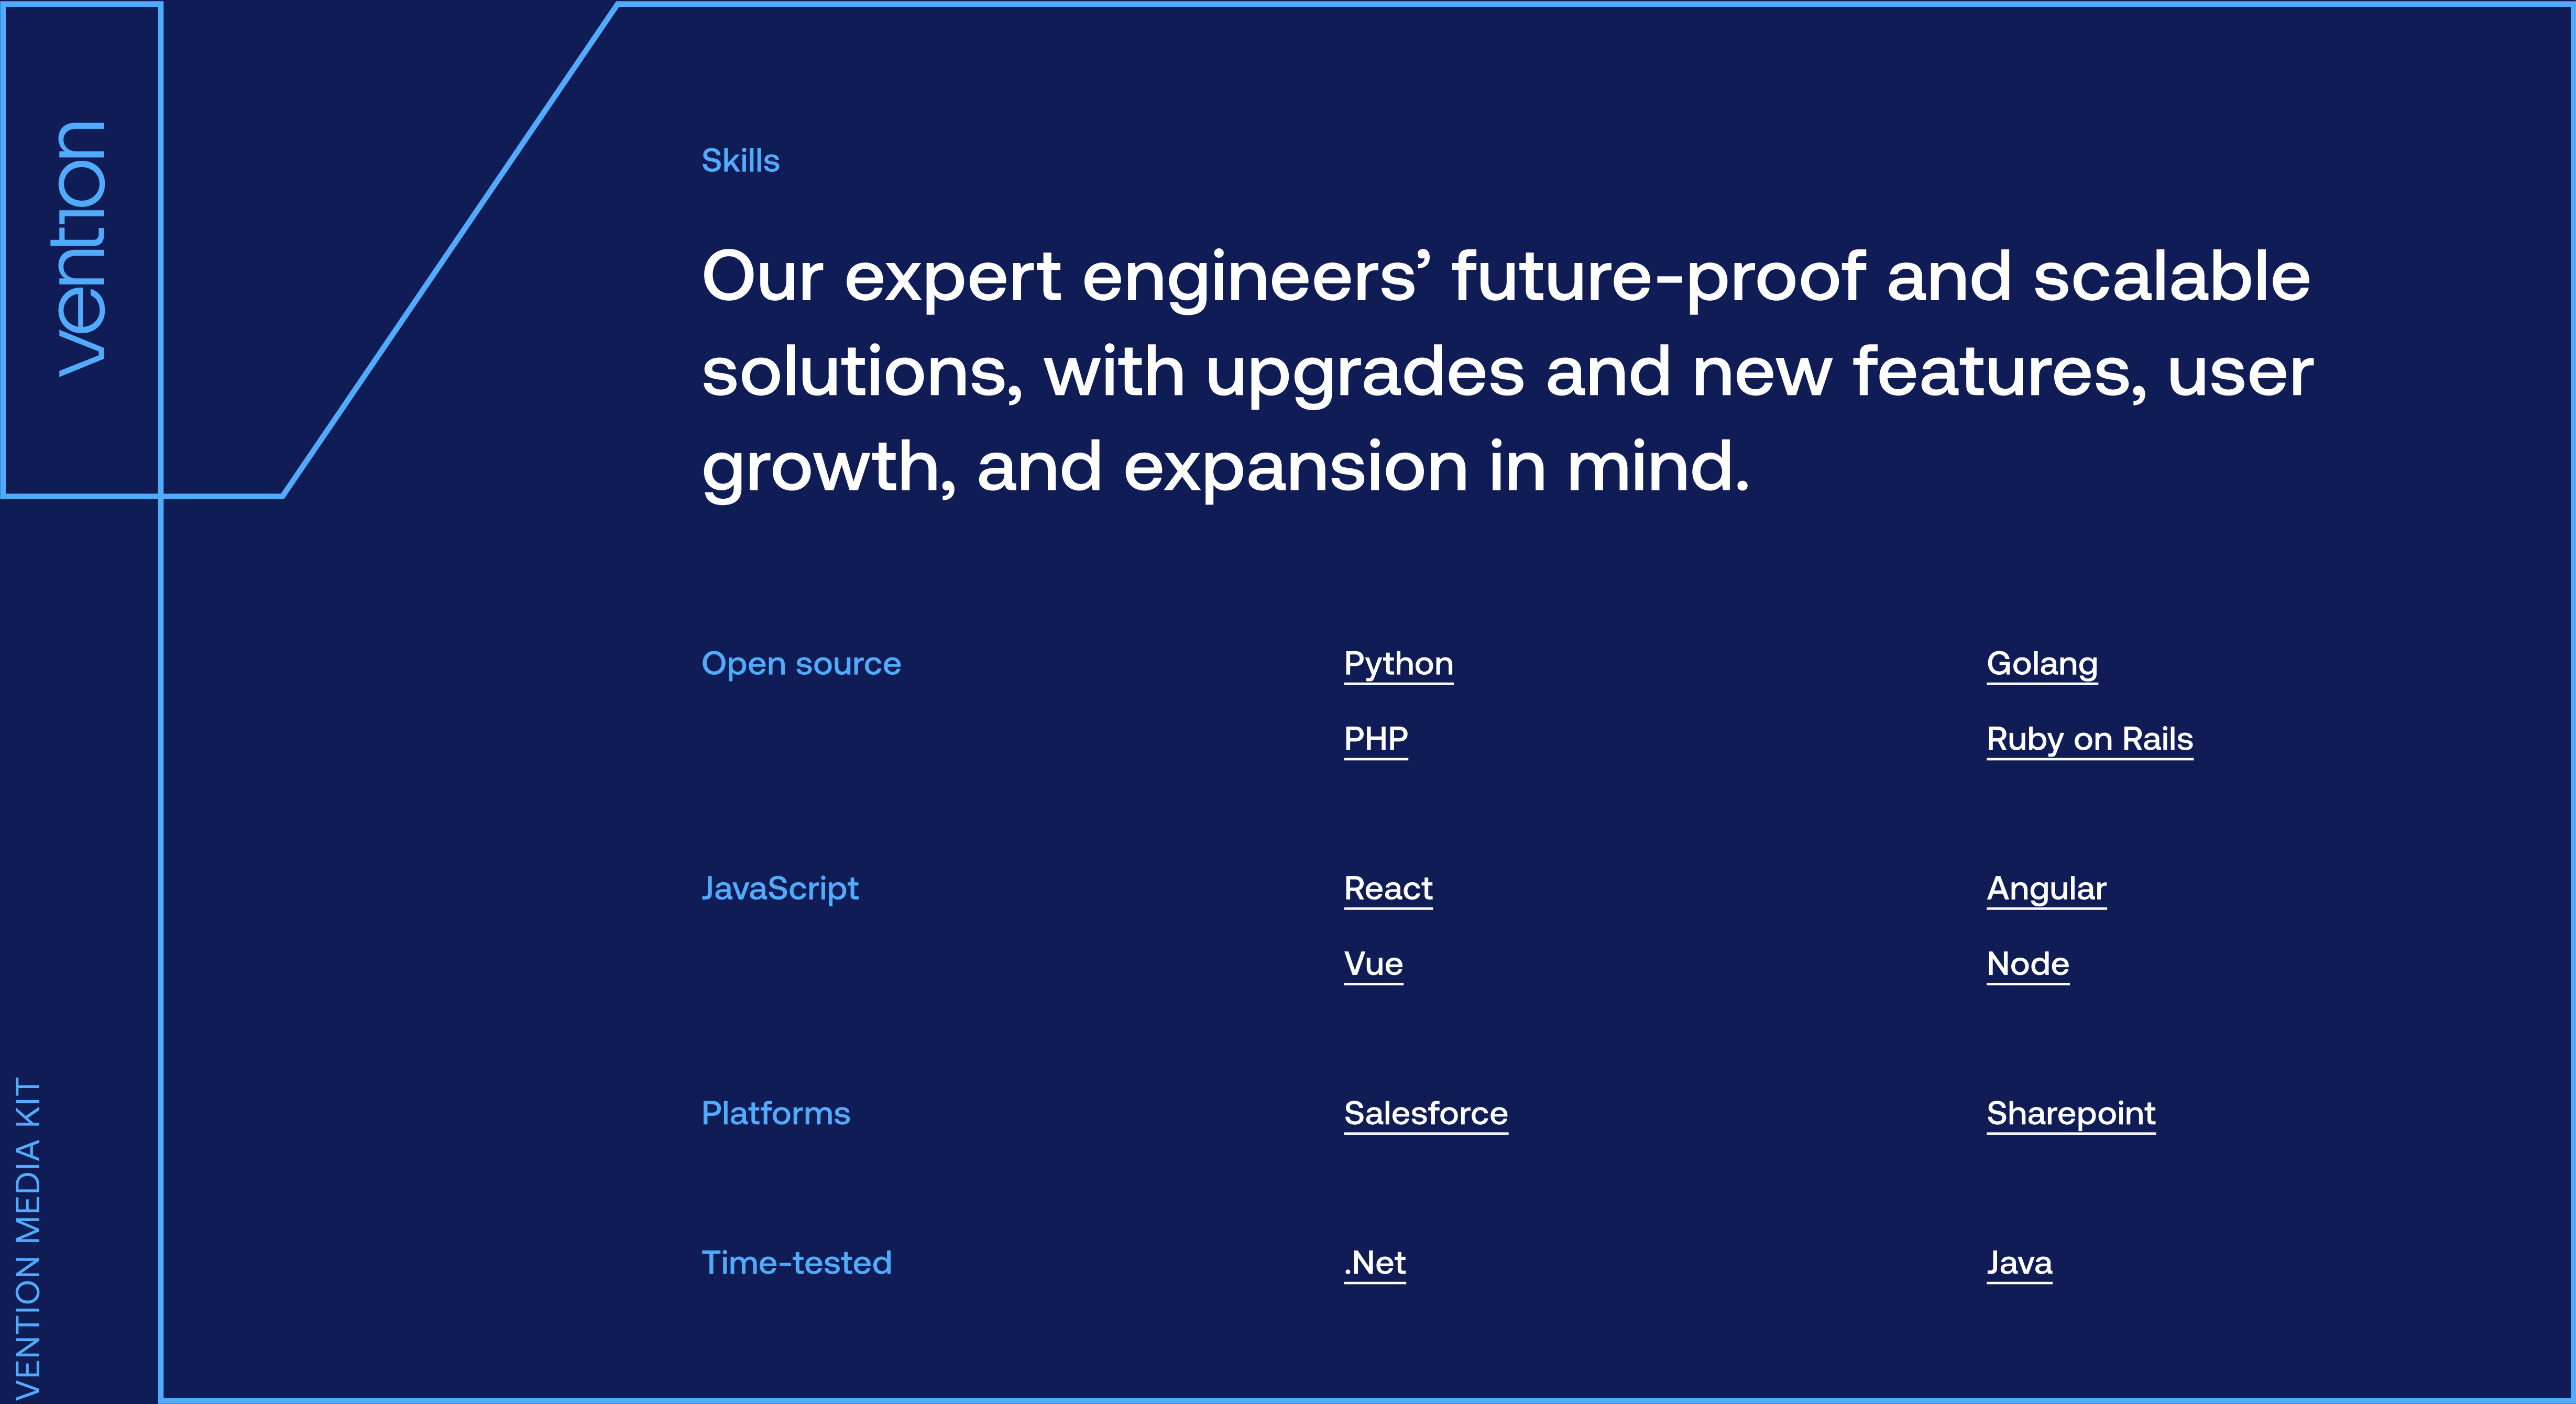 vention
Skills
Our expert engineers’ future-proof and scalable
solutions, with upgrades and new features, user
growth, and expansion in mind.
Open source
Python
Golang
PHP
Ruby on Rails
JavaScript
React
Angular
Vue
Node
Platforms
Salesforce
Sharepoint
Time-tested
.Net
Java
VENTION MEDIA KIT